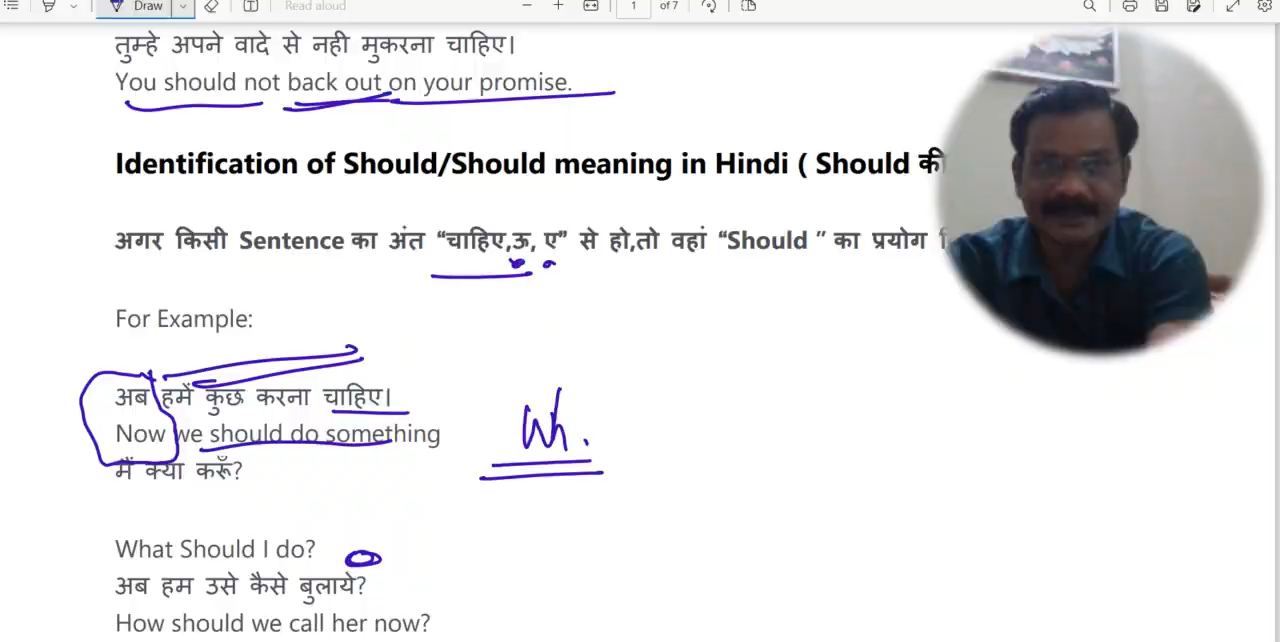 Draw
Read aloud
1 of 7
तुम्हे अपने वादे से नही मुकरना चाहिए।
You should not back out on your promise.
Identification of Should/Should meaning in Hindi ( Should की
अगर किसी Sentence का अंत “चाहिए,ऊ, ए” से हो,तो वहां “Should ” का प्रयोग
For Example:
अब हमें कुछ करना चाहिए।
Now we should do something
Wh.
मैं क्या करूँ?
What Should I do?
अब हम उसे कैसे बुलाये?
How should we call her now?